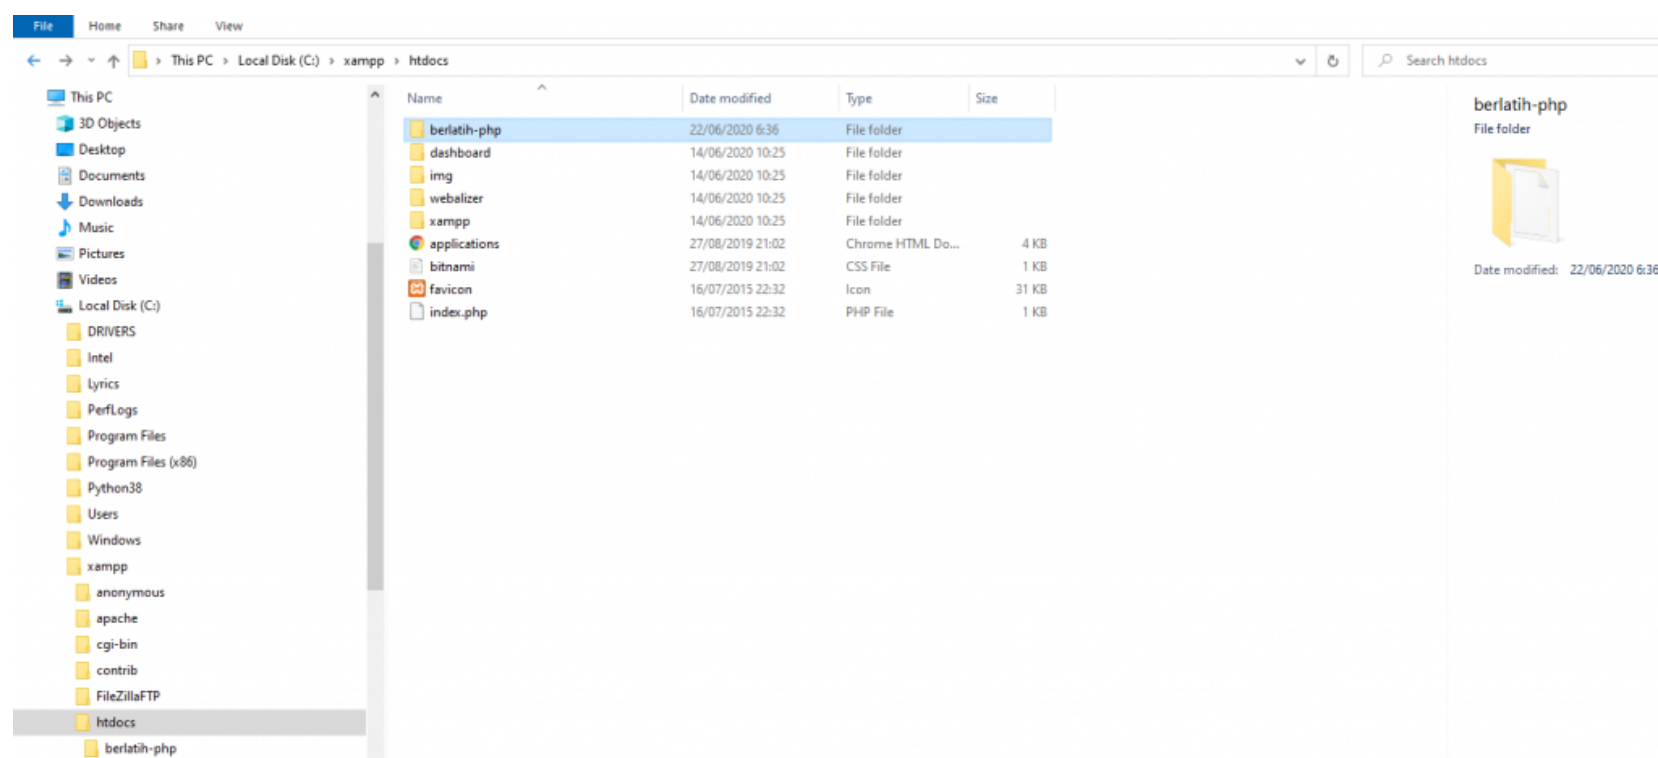 File Home Share View
This PC > Local Disk (C:) > xampp > htdocs Search htdocs
This PC
3D Objects
Desktop
Documents
Downloads
Music
Pictures
Videos
Local Disk (C:)
DRIVERS
Intel
Lyrics
PerfLogs
Program Files
Program Files (x86)
Python38
Users
Windows
xampp
anonymous
apache
cgi-bin
contrib
FileZillaFTP
htdocs
berlatih-php
Name Date modified Type Size
berlatih-php 22/06/2020 6:36 File folder
dashboard 14/06/2020 10:25 File folder
img 14/06/2020 10:25 File folder
webalizer 14/06/2020 10:25 File folder
xampp 14/06/2020 10:25 File folder
applications 27/08/2019 21:02 Chrome HTML Do... 4 KB
bitnami 27/08/2019 21:02 CSS File 1 KB
favicon 16/07/2015 22:32 Icon 31 KB
index.php 16/07/2015 22:32 PHP File 1 KB
berlatih-php
File folder
Date modified: 22/06/2020 6:36